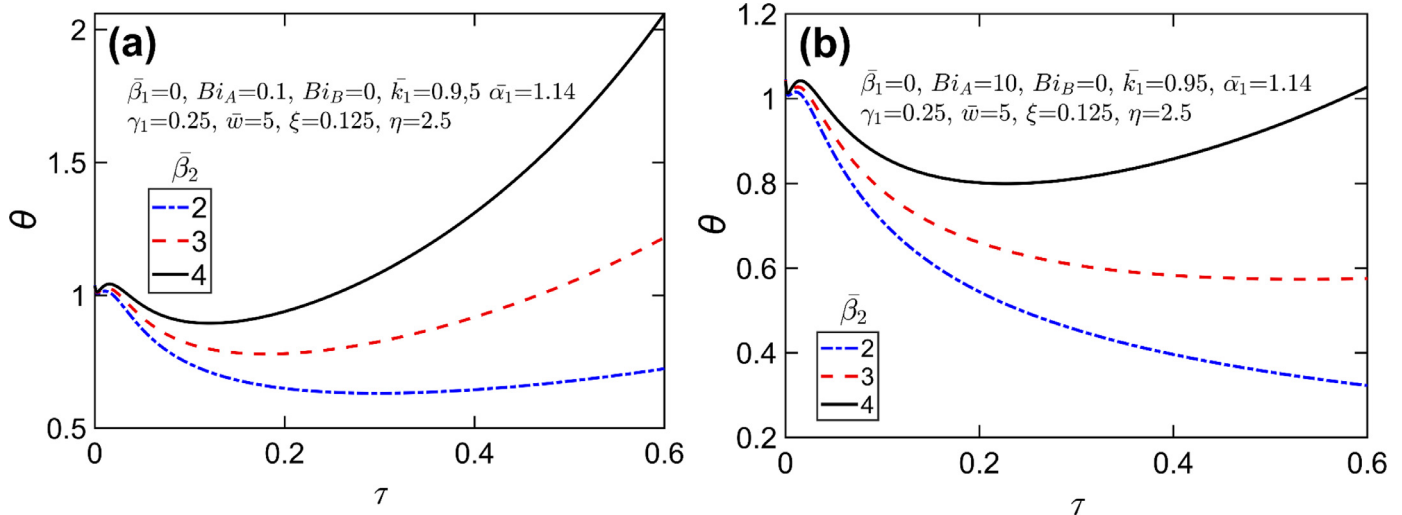 (a)
β̄₁=0, Bi_A=0.1, Bi_B=0, k̄₁=0.9,5 ᾱ₁=1.14
γ₁=0.25, w̄=5, ξ=0.125, η=2.5
β̄₂
2
3
4
2
1.5
1
0.5
θ
0
0.2
0.4
0.6
τ
(b)
β̄₁=0, Bi_A=10, Bi_B=0, k̄₁=0.95, ᾱ₁=1.14
γ₁=0.25, w̄=5, ξ=0.125, η=2.5
β̄₂
2
3
4
1.2
1
0.8
0.6
0.4
0.2
θ
0
0.2
0.4
0.6
τ